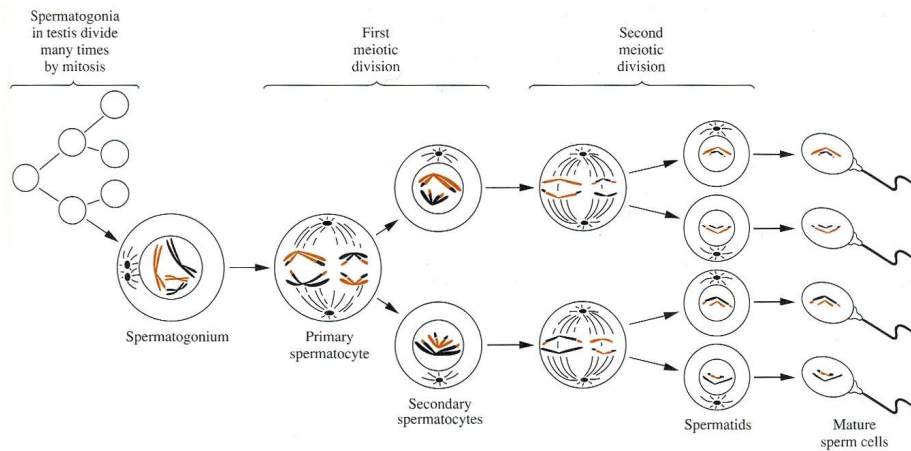 Spermatogonia
in testis divide
many times
by mitosis
First
meiotic
division
Second
meiotic
division
Spermatogonium
Primary
spermatocyte
Secondary
spermatocytes
Spermatids
Mature
sperm cells